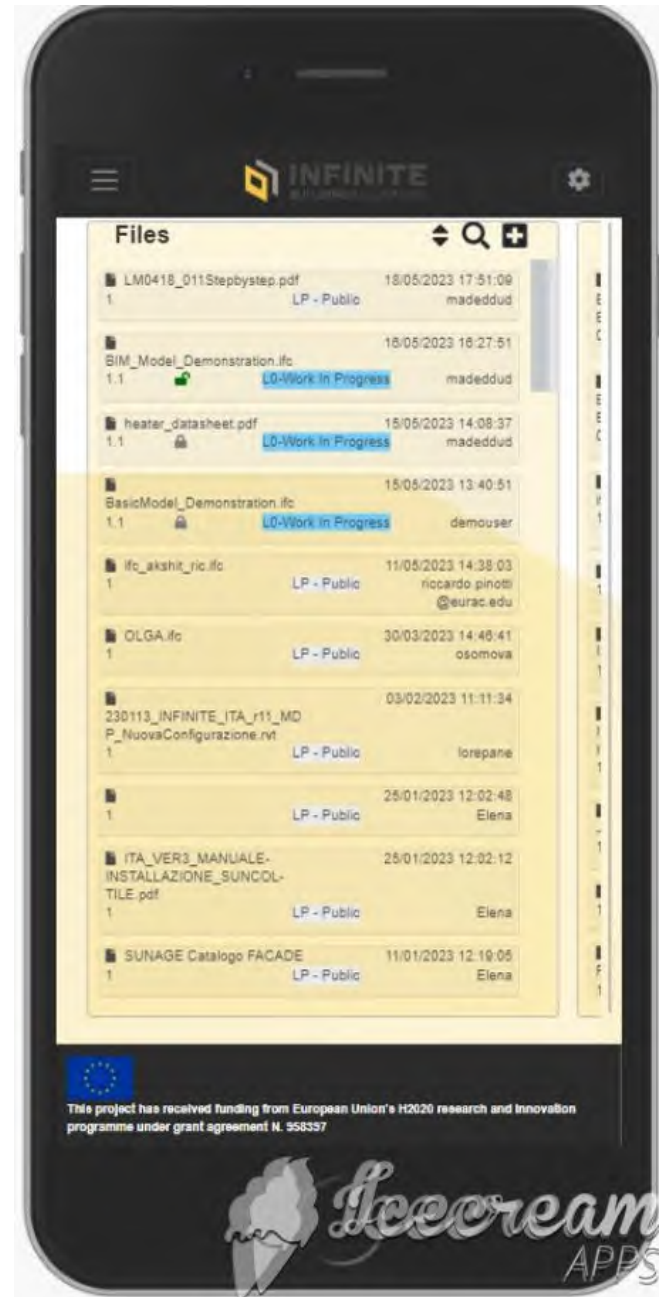 INFINITE
Files
LM0418_011Stepbystep.pdf 18/05/2023 17:51:09
1 LP - Public madeddud
16/05/2023 16:27:51
BIM_Model_Demonstration.ifc
1.1 L0-Work In Progress madeddud
heater_datasheet.pdf 15/05/2023 14:08:37
1.1 L0-Work In Progress madeddud
15/05/2023 13:40:51
BasicModel_Demonstration.ifc
1.1 L0-Work In Progress demouser
ifc_akshit_ric.ifc 11/05/2023 14:38:03
1 LP - Public riccardo.pinotti
@eurac.edu
OLGA.ifc 30/03/2023 14:46:41
1 LP - Public osomova
03/02/2023 11:11:34
230113_INFINITE_ITA_r11_MD
P_NuovaConfigurazione.rvt
1 LP - Public lorepane
25/01/2023 12:02:48
1 LP - Public Elena
ITA_VER3_MANUALE- 25/01/2023 12:02:12
INSTALLAZIONE_SUNCOL-
TILE.pdf
1 LP - Public Elena
SUNAGE Catalogo FACADE 11/01/2023 12:19:05
1 LP - Public Elena
This project has received funding from European Union's H2020 research and Innovation
programme under grant agreement N. 958397
Icecream
APPS